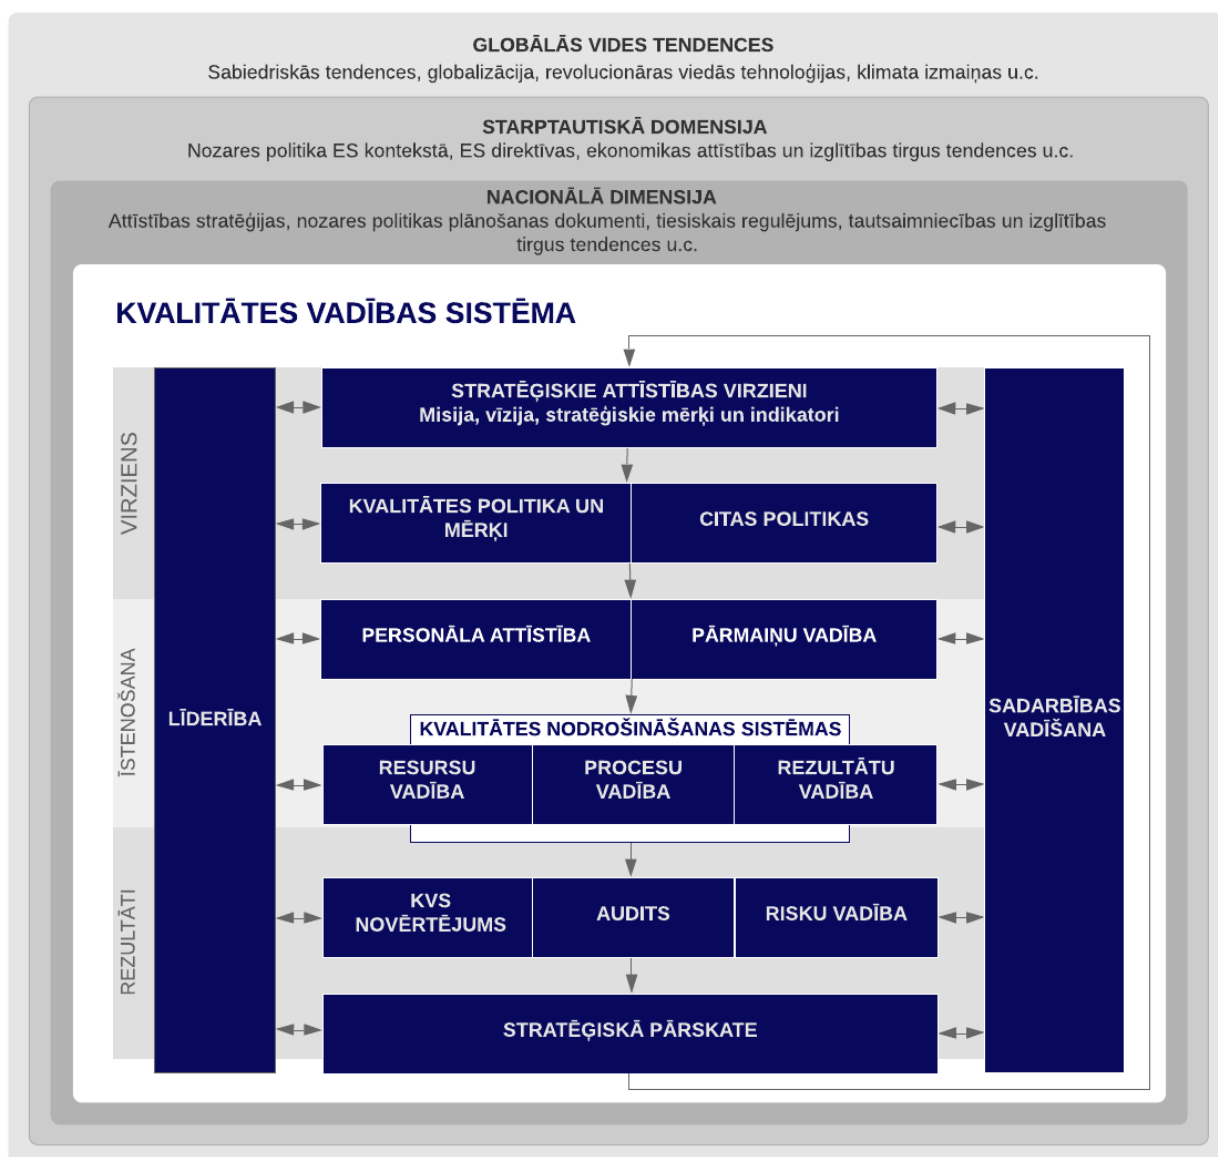 GLOBĀLĀS VIDES TENDENCES
Sabiedriskās tendences, globalizācija, revolucionāras viedās tehnoloģijas, klimata izmaiņas u.c.
STARPTAUTISKĀ DOMENSIJA
Nozares politika ES kontekstā, ES direktīvas, ekonomikas attīstības un izglītības tirgus tendences u.c.
NACIONĀLĀ DIMENSIJA
Attīstības stratēģijas, nozares politikas plānošanas dokumenti, tiesiskais regulējums, tautsaimniecības un izglītības
tirgus tendences u.c.
KVALITĀTES VADĪBAS SISTĒMA
VIRZIENS
STRATĒĢISKIE ATTĪSTĪBAS VIRZIENI
Misija, vīzija, stratēģiskie mērķi un indikatori
KVALITĀTES POLITIKA UN
MĒRĶI
CITAS POLITIKAS
ĪSTENOŠANA
LĪDERĪBA
PERSONĀLA ATTĪSTĪBA
PĀRMAIŅU VADĪBA
SADARBĪBAS
VADĪŠANA
KVALITĀTES NODROŠINĀŠANAS SISTĒMAS
RESURSU
VADĪBA
PROCESU
VADĪBA
REZULTĀTU
VADĪBA
REZULTĀTI
KVS
NOVĒRTĒJUMS
AUDITS
RISKU VADĪBA
STRATĒĢISKĀ PĀRSKATE